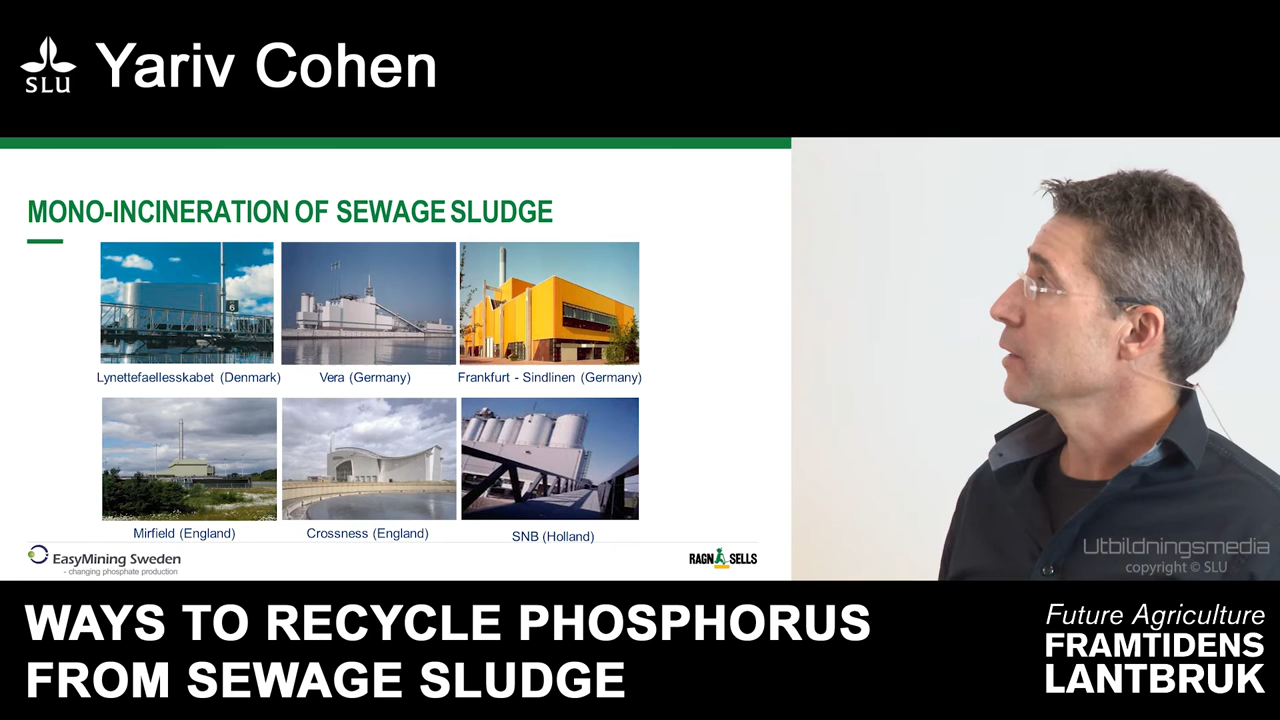 SLU
Yariv Cohen
MONO-INCINERATION OF SEWAGE SLUDGE
6
Lynettefaellesskabet (Denmark)
Vera (Germany)
Frankfurt - Sindlinen (Germany)
Mirfield (England)
Crossness (England)
SNB (Holland)
EasyMining Sweden
- changing phosphate production
RAGN SELLS
Utbildningsmedia
copyright © SLU
WAYS TO RECYCLE PHOSPHORUS
FROM SEWAGE SLUDGE
Future Agriculture
FRAMTIDENS
LANTBRUK